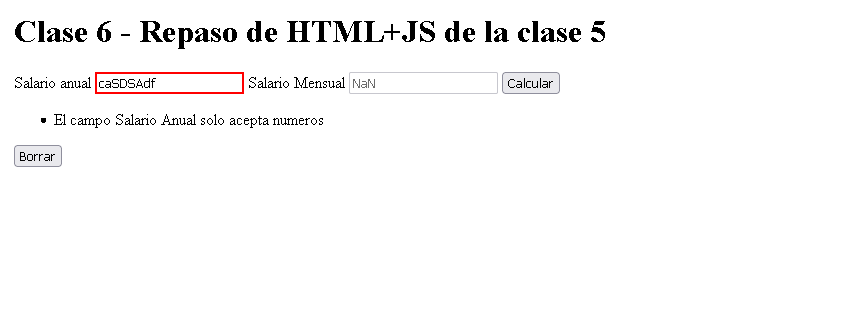 Clase 6 - Repaso de HTML+JS de la clase 5
Salario anual caSDSAdf Salario Mensual NaN Calcular
El campo Salario Anual solo acepta numeros
Borrar